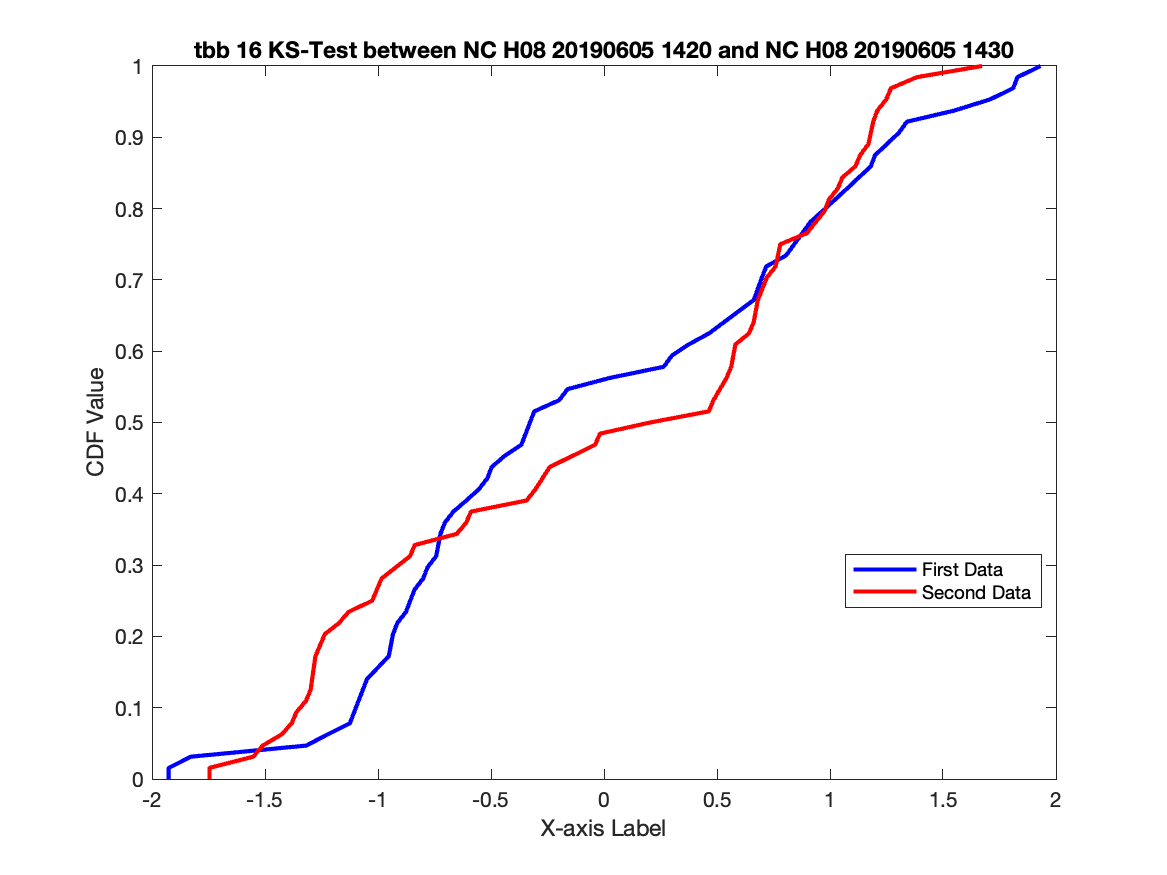 tbb 16 KS-Test between NC H08 20190605 1420 and NC H08 20190605 1430
1
0.9
0.8
0.7
0.6
0.5
0.4
0.3
0.2
0.1
0
CDF Value
First Data
Second Data
-2 -1.5 -1 -0.5 0 0.5 1 1.5 2
X-axis Label